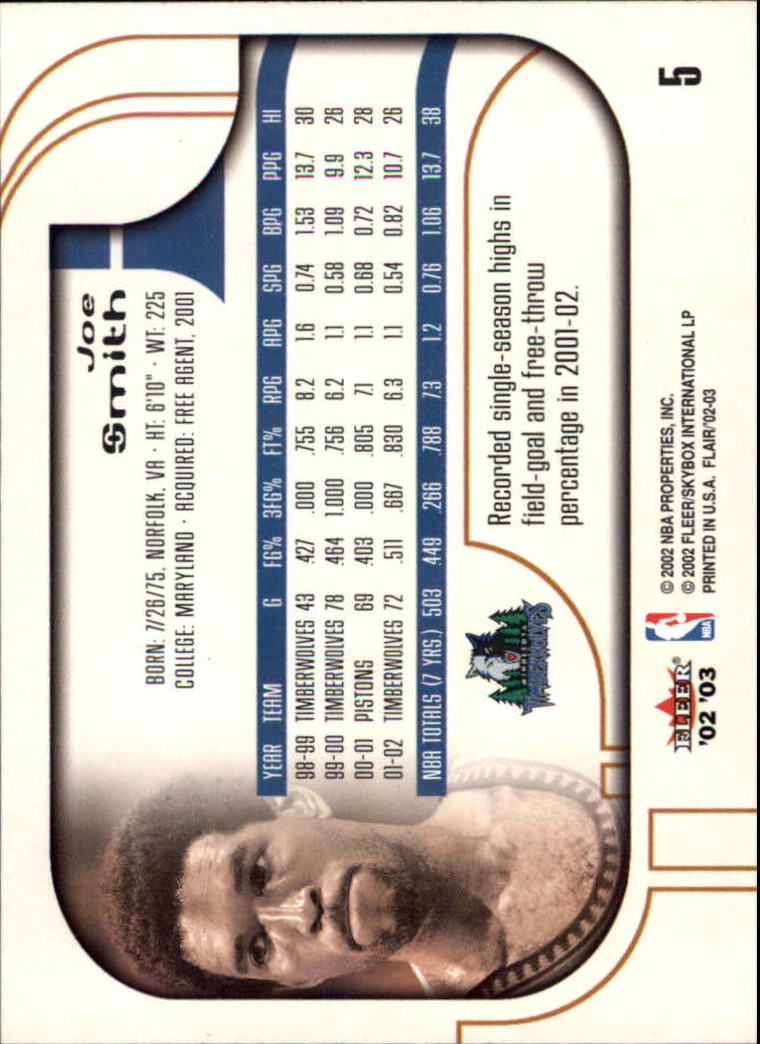 5
Joe
Smith
BORN: 7/26/75, NORFOLK, VA · HT: 6'10" · WT: 225
COLLEGE: MARYLAND · ACQUIRED: FREE AGENT, 2001
YEAR TEAM G FG% 3FG% FT% RPG APG SPG BPG PPG HI
98-99 TIMBERWOLVES 43 .427 .000 .755 8.2 1.6 0.74 1.53 13.7 30
99-00 TIMBERWOLVES 78 .464 1.000 .756 6.2 1.1 0.58 1.09 9.9 26
00-01 PISTONS 69 .403 .000 .805 7.1 1.1 0.68 0.72 12.3 28
01-02 TIMBERWOLVES 72 .511 .667 .830 6.3 1.1 0.54 0.82 10.7 26
NBA TOTALS (7 YRS.) 503 .449 .266 .788 7.3 1.2 0.76 1.06 13.7 38
MINNESOTA
TIMBERWOLVES
Recorded single-season highs in
field-goal and free-throw
percentage in 2001-02.
FLEER®
'02 '03
NBA
© 2002 NBA PROPERTIES, INC.
© 2002 FLEER/SKYBOX INTERNATIONAL LP
PRINTED IN U.S.A. FLAIR/'02-03